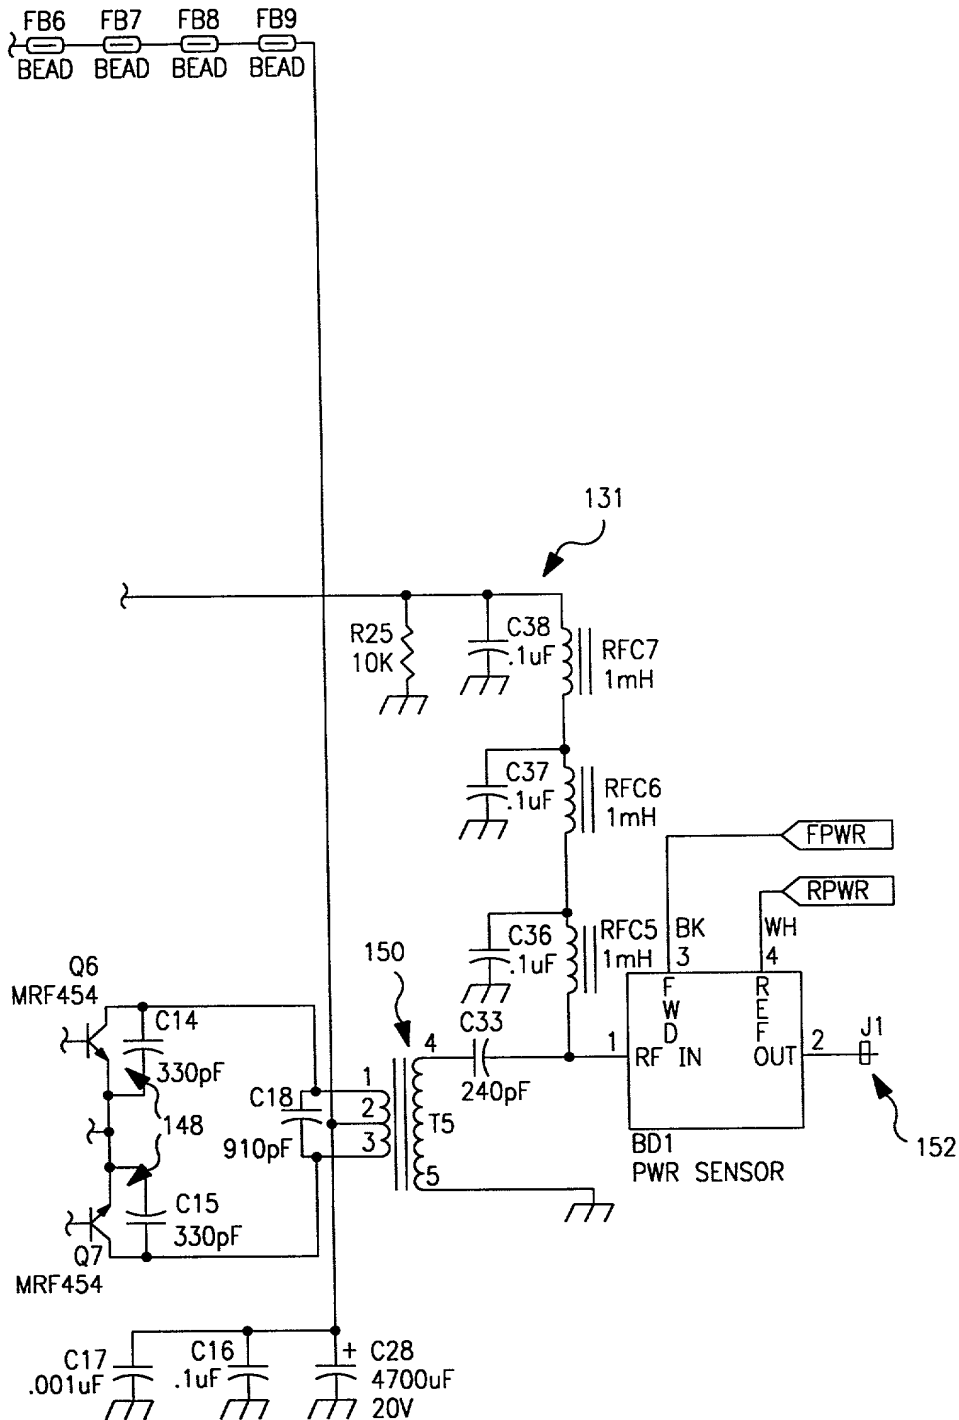 FB6 FB7 FB8 FB9
BEAD BEAD BEAD BEAD
131
R25
10K
C38
.1uF
RFC7
1mH
C37
.1uF
RFC6
1mH
FPWR
RPWR
C36
.1uF
RFC5
1mH
BK
3
WH
4
150
Q6
MRF454
C14
330pF
148
C15
330pF
Q7
MRF454
C18
910pF
1
2
3
4
T5
5
C33
240pF
1
RF IN
FWD
REF
OUT
2
J1
152
BD1
PWR SENSOR
C17
.001uF
C16
.1uF
+
C28
4700uF
20V